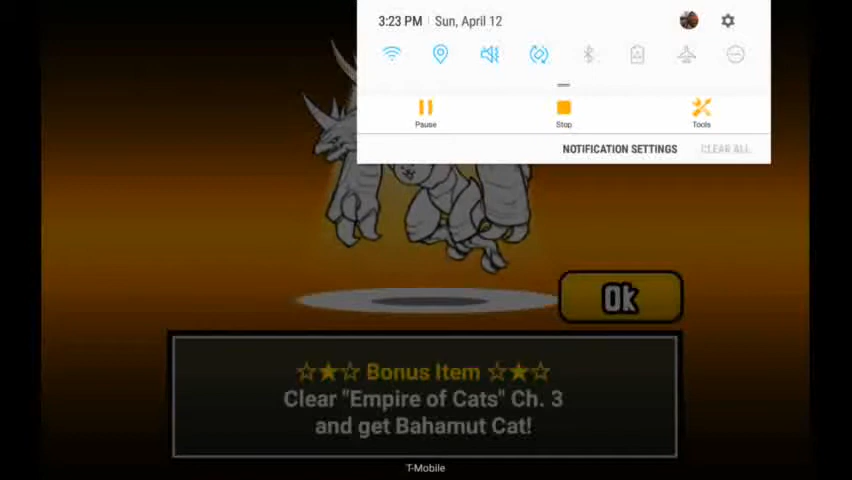 3:23 PM | Sun, April 12
Pause
Stop
Tools
NOTIFICATION SETTINGS
CLEAR ALL
Ok
☆★☆ Bonus Item ☆★☆
Clear "Empire of Cats" Ch. 3
and get Bahamut Cat!
T-Mobile